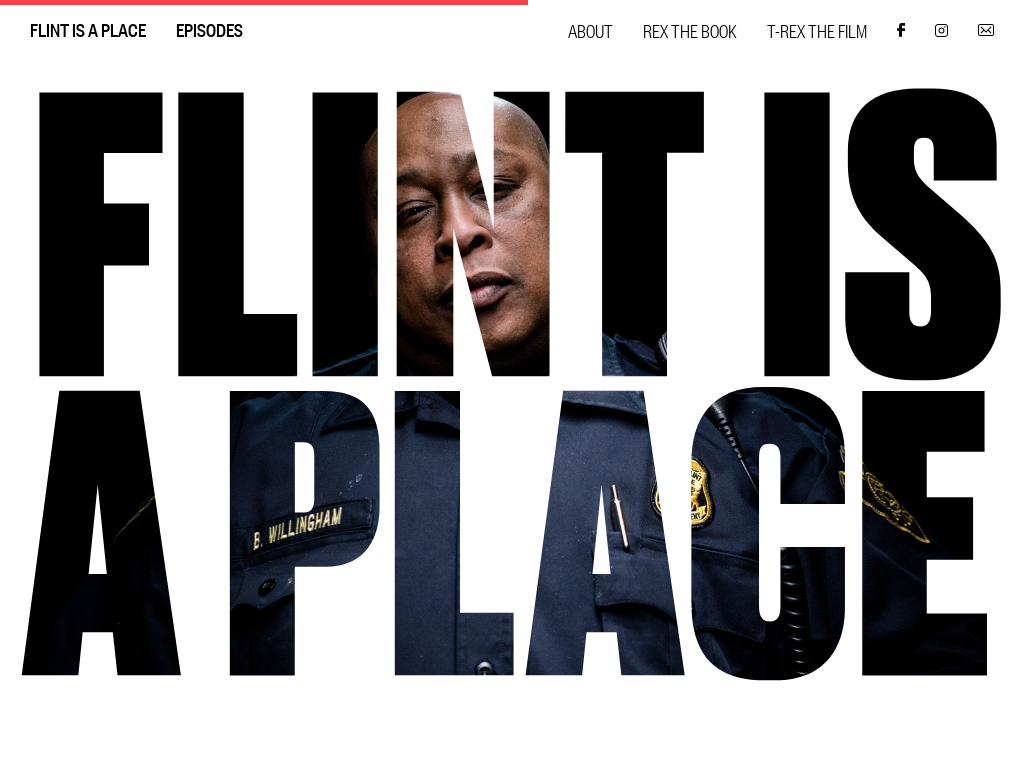 FLINT IS A PLACE EPISODES ABOUT REX THE BOOK T-REX THE FILM
FLINT IS
A PLACE
B. WILLINGHAM